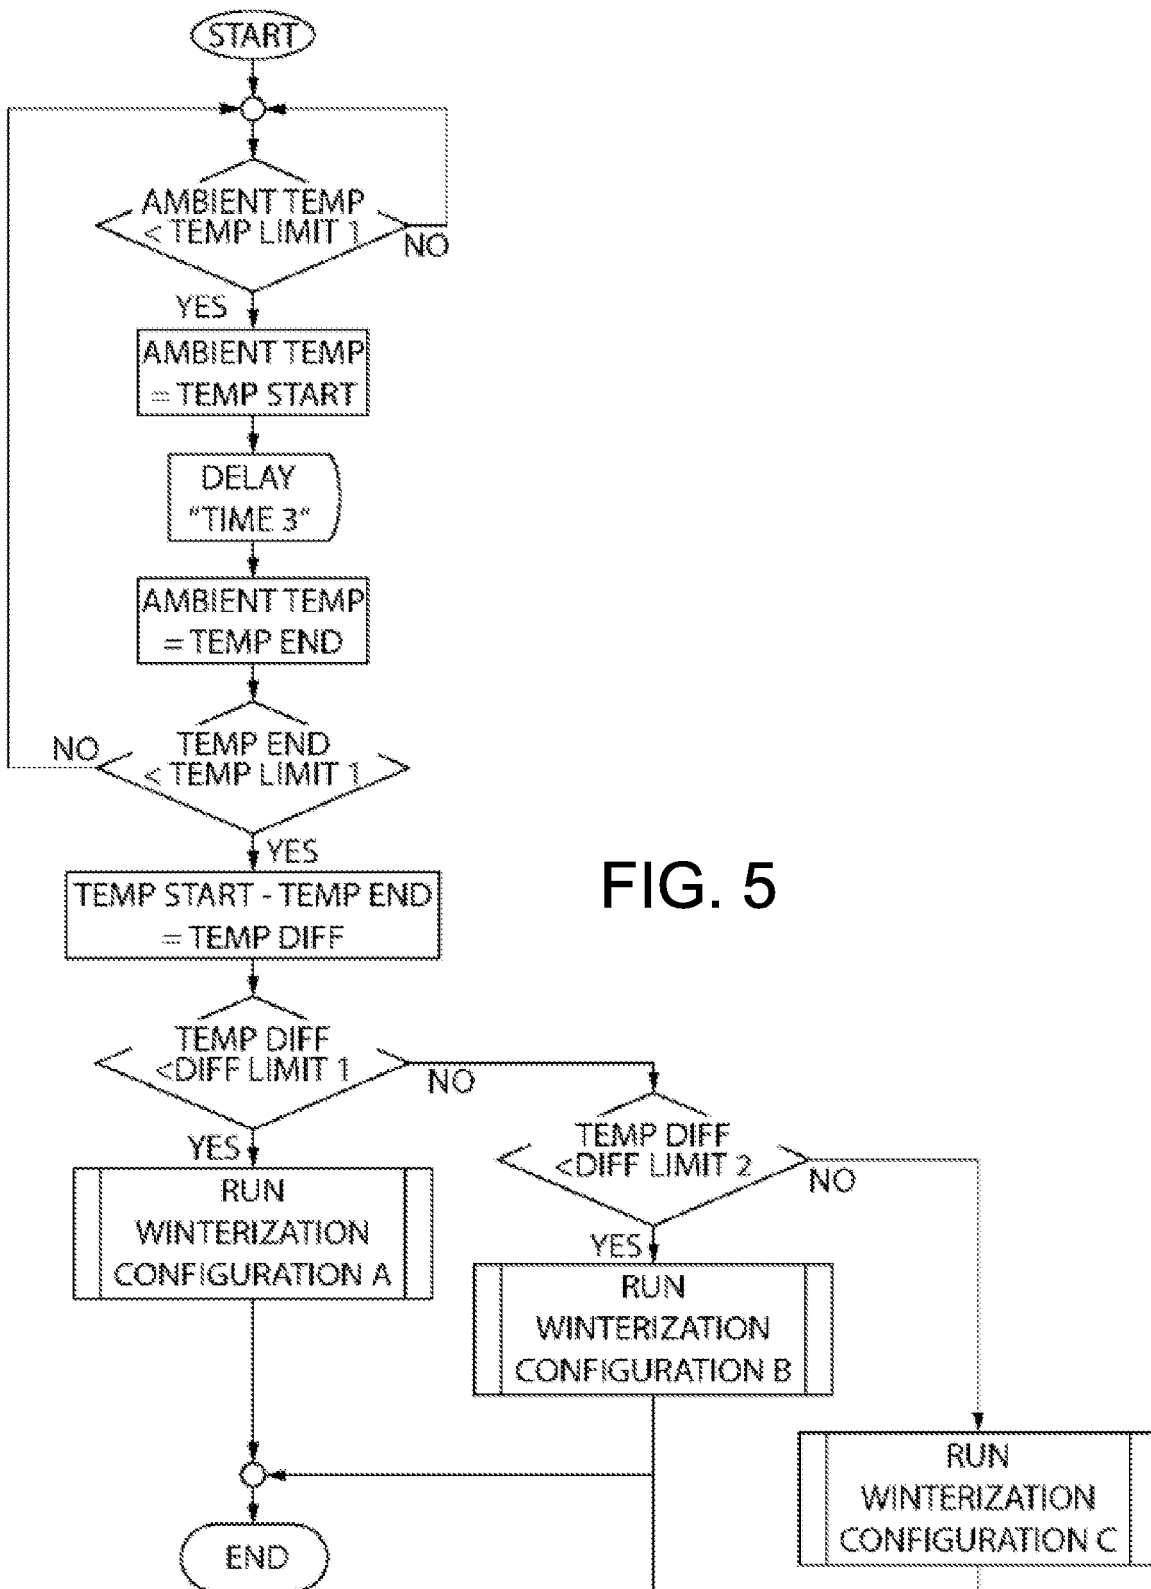 START
AMBIENT TEMP
< TEMP LIMIT 1
NO
YES
AMBIENT TEMP
= TEMP START
DELAY
"TIME 3"
AMBIENT TEMP
= TEMP END
TEMP END
< TEMP LIMIT 1
NO
YES
TEMP START - TEMP END
= TEMP DIFF
FIG. 5
TEMP DIFF
<DIFF LIMIT 1
NO
YES
RUN
WINTERIZATION
CONFIGURATION A
TEMP DIFF
<DIFF LIMIT 2
NO
YES
RUN
WINTERIZATION
CONFIGURATION B
RUN
WINTERIZATION
CONFIGURATION C
END